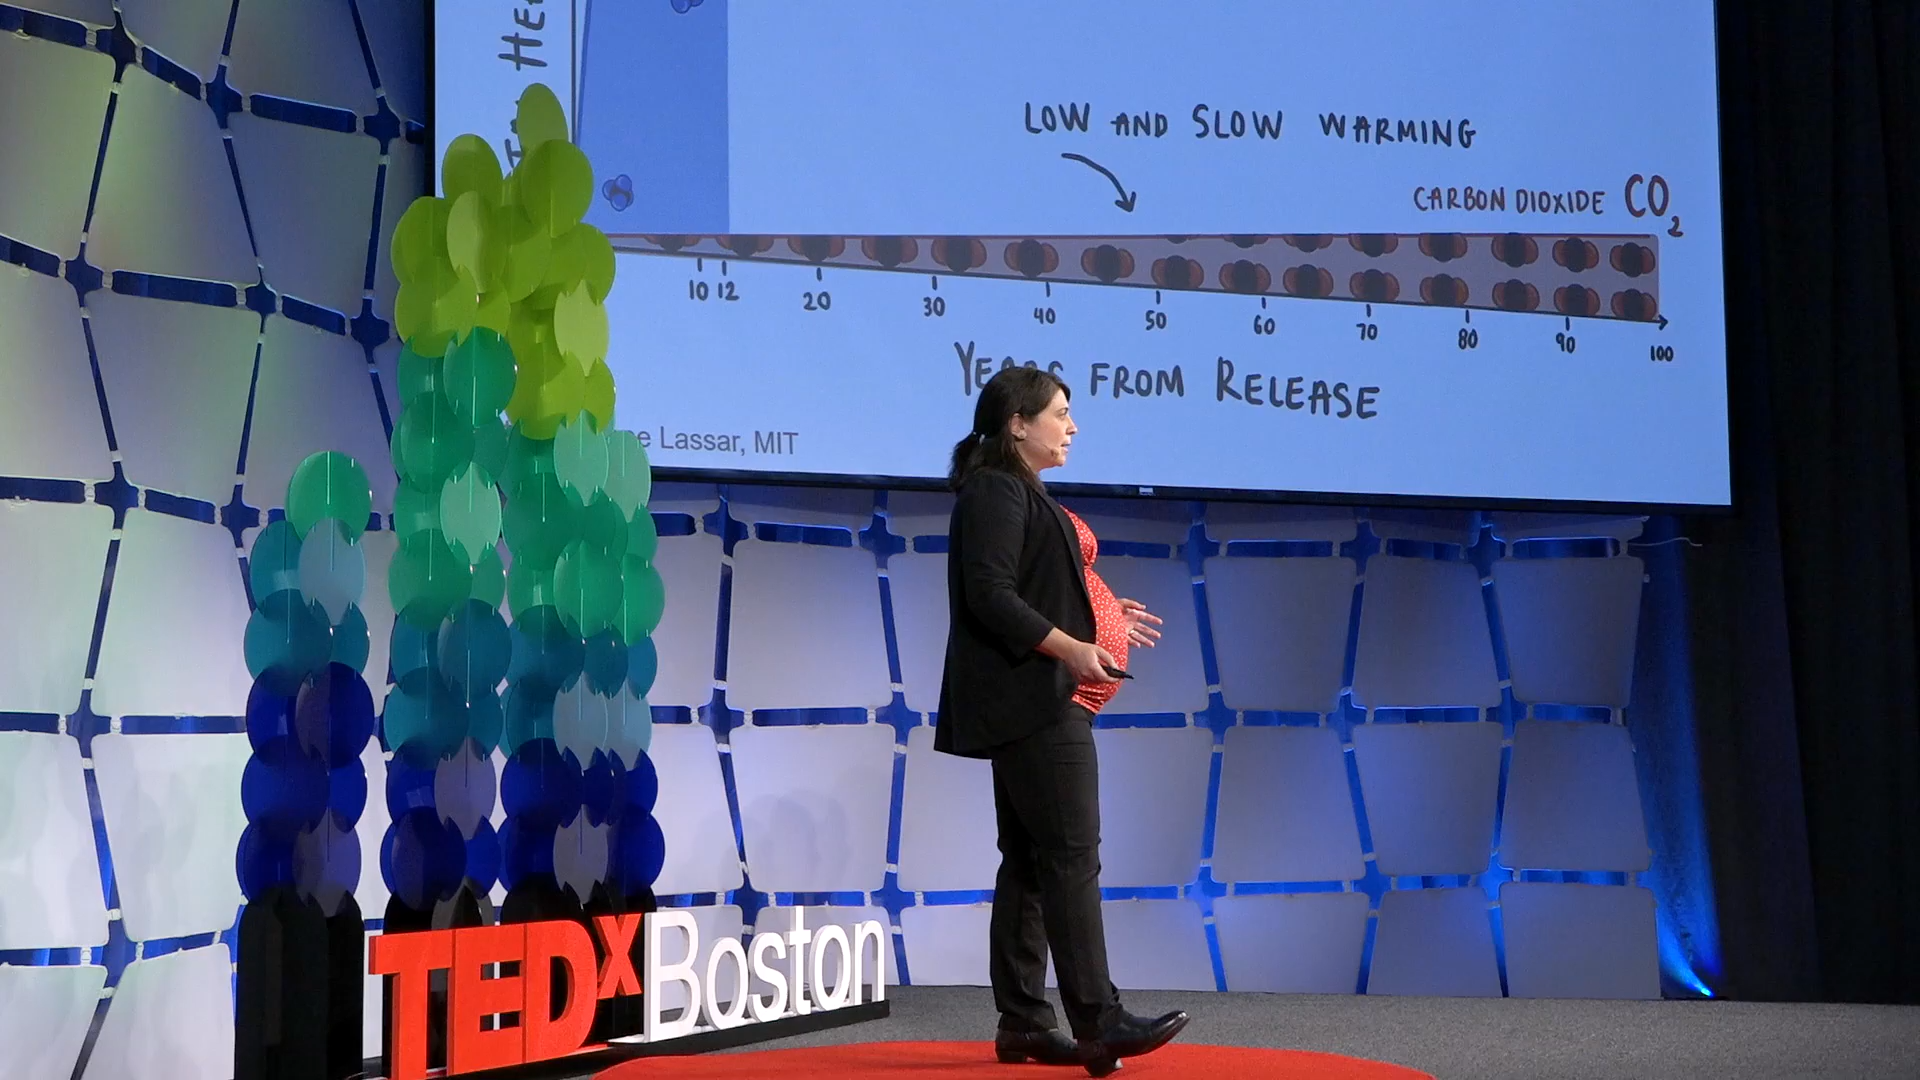 LOW AND SLOW WARMING
CARBON DIOXIDE CO2
10 12 20 30 40 50 60 70 80 90 100
FROM RELEASE
Lassar, MIT
TEDxBoston